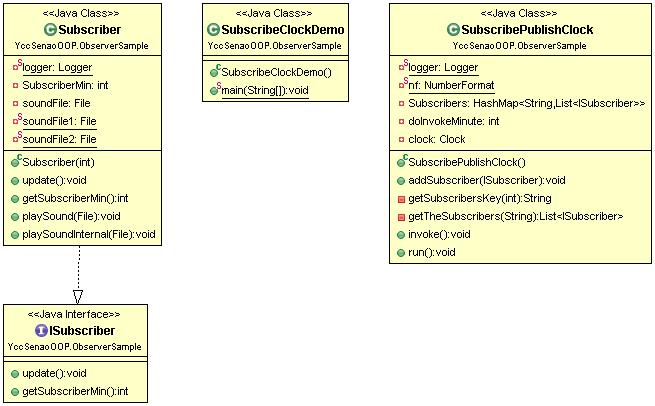 <<Java Class>>
Subscriber
YccSenaoOOP.ObserverSample
logger: Logger
SubscriberMin: int
soundFile: File
soundFile1: File
soundFile2: File
Subscriber(int)
update():void
getSubscriberMin():int
playSound(File):void
playSoundInternal(File):void
<<Java Class>>
SubscribeClockDemo
YccSenaoOOP.ObserverSample
SubscribeClockDemo()
main(String[]):void
<<Java Class>>
SubscribePublishClock
YccSenaoOOP.ObserverSample
logger: Logger
nf: NumberFormat
Subscribers: HashMap<String,List<ISubscriber>>
doInvokeMinute: int
clock: Clock
SubscribePublishClock()
addSubscriber(ISubscriber):void
getSubscribersKey(int):String
getTheSubscribers(String):List<ISubscriber>
invoke():void
run():void
<<Java Interface>>
ISubscriber
YccSenaoOOP.ObserverSample
update():void
getSubscriberMin():int